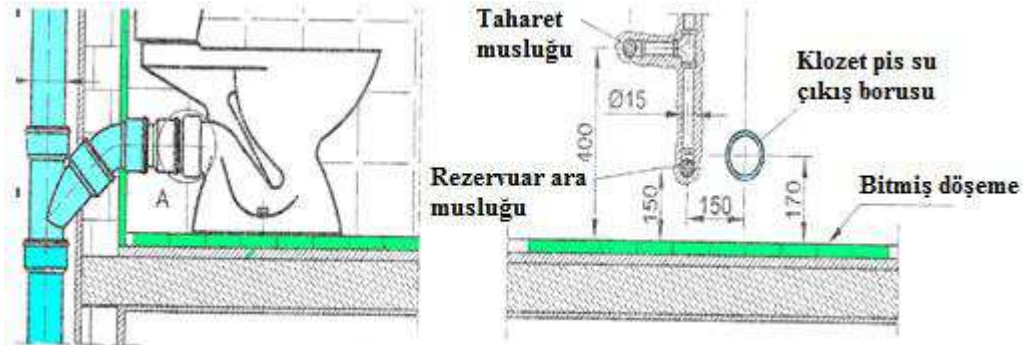 Taharet
musluğu
Klozet pis su
çıkış borusu
Ø15
400
Rezervuar ara
musluğu
150
150
170
Bitmiş döşeme
A